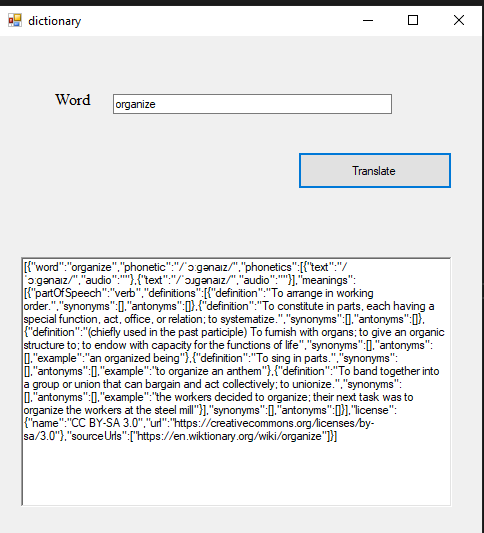 dictionary
Word
organize
Translate
[{"word":"organize","phonetic":"/ˈɔːɡənaɪz/","phonetics":[{"text":"/
ˈɔːɡənaɪz/","audio":""},{"text":"/ˈɔɹɡənaɪz/","audio":""}],"meanings":
[{"partOfSpeech":"verb","definitions":[{"definition":"To arrange in working
order.","synonyms":[],"antonyms":[]},{"definition":"To constitute in parts, each having a
special function, act, office, or relation; to systematize.","synonyms":[],"antonyms":[]},
{"definition":"(chiefly used in the past participle) To furnish with organs; to give an organic
structure to; to endow with capacity for the functions of life","synonyms":[],"antonyms":
[],"example":"an organized being"},{"definition":"To sing in parts.","synonyms":
[],"antonyms":[],"example":"to organize an anthem"},{"definition":"To band together into
a group or union that can bargain and act collectively; to unionize.","synonyms":
[],"antonyms":[],"example":"the workers decided to organize; their next task was to
organize the workers at the steel mill"}],"synonyms":[],"antonyms":[]}],"license":
{"name":"CC BY-SA 3.0","url":"https://creativecommons.org/licenses/by-
sa/3.0"},"sourceUrls":["https://en.wiktionary.org/wiki/organize"]}]